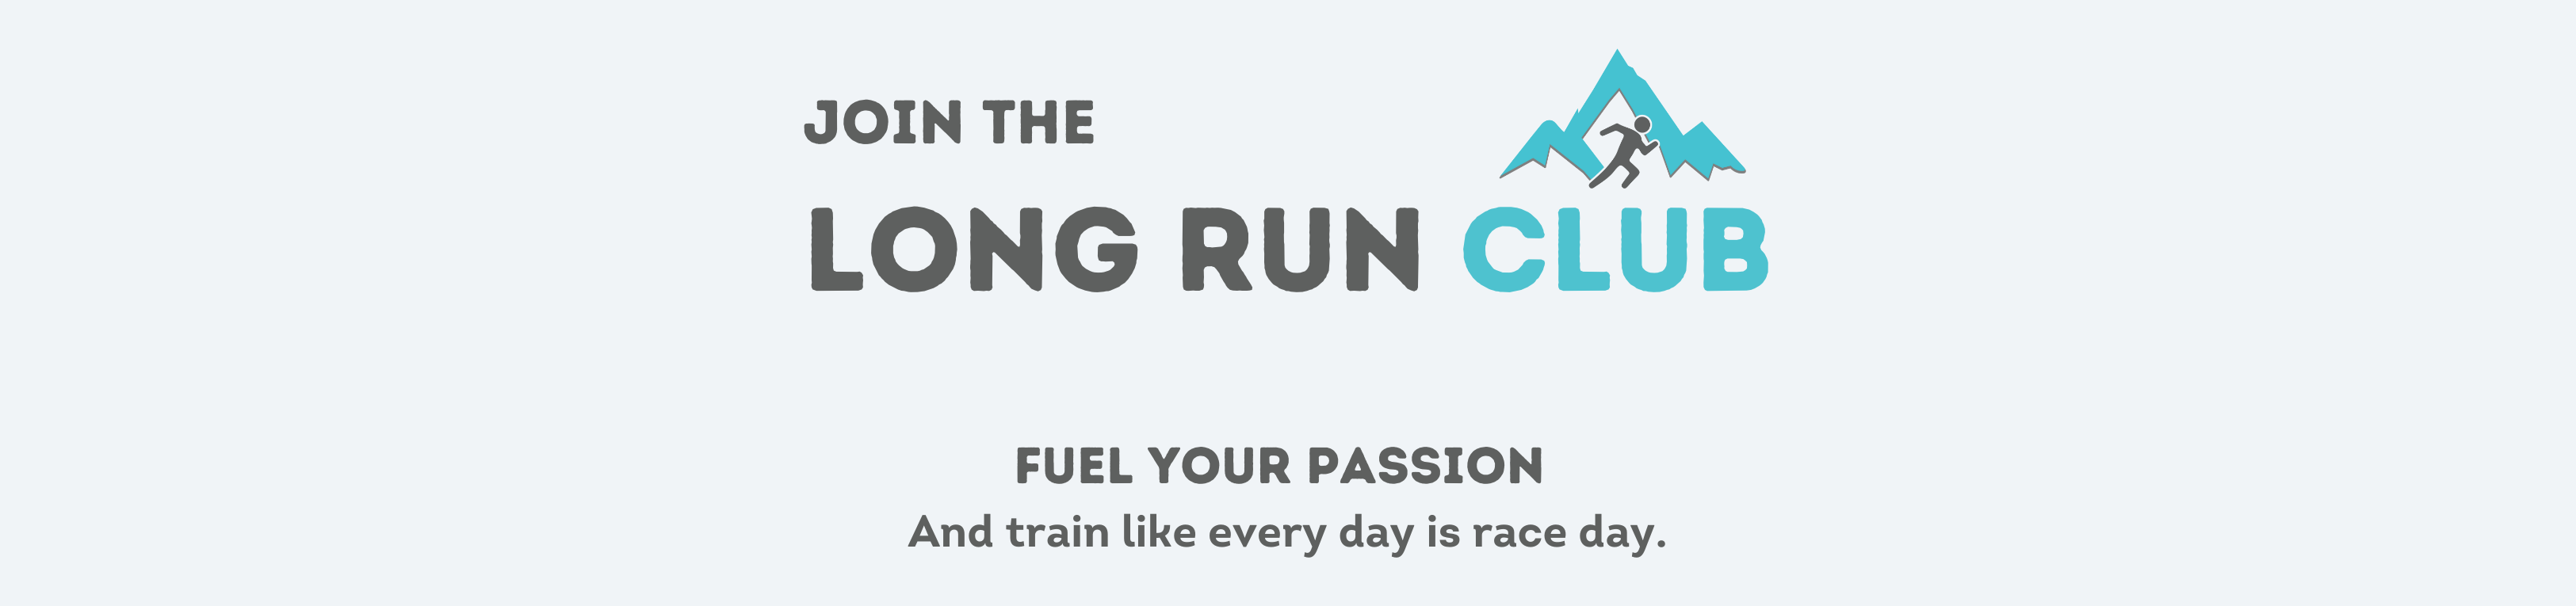 JOIN THE
LONG RUN CLUB
FUEL YOUR PASSION
And train like every day is race day.